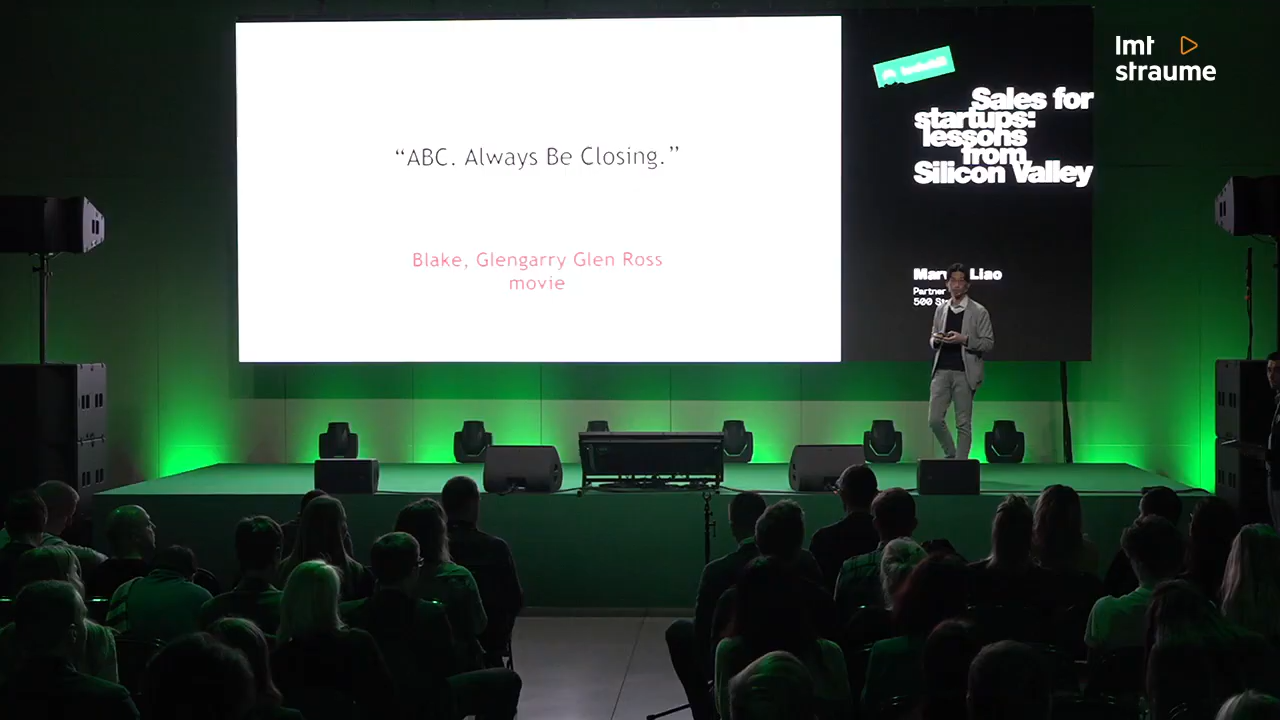 “ABC. Always Be Closing.”
Blake, Glengarry Glen Ross
movie
Sales for
startups:
lessons
from
Silicon Valley
Liao
Partner
500
lmt
straume